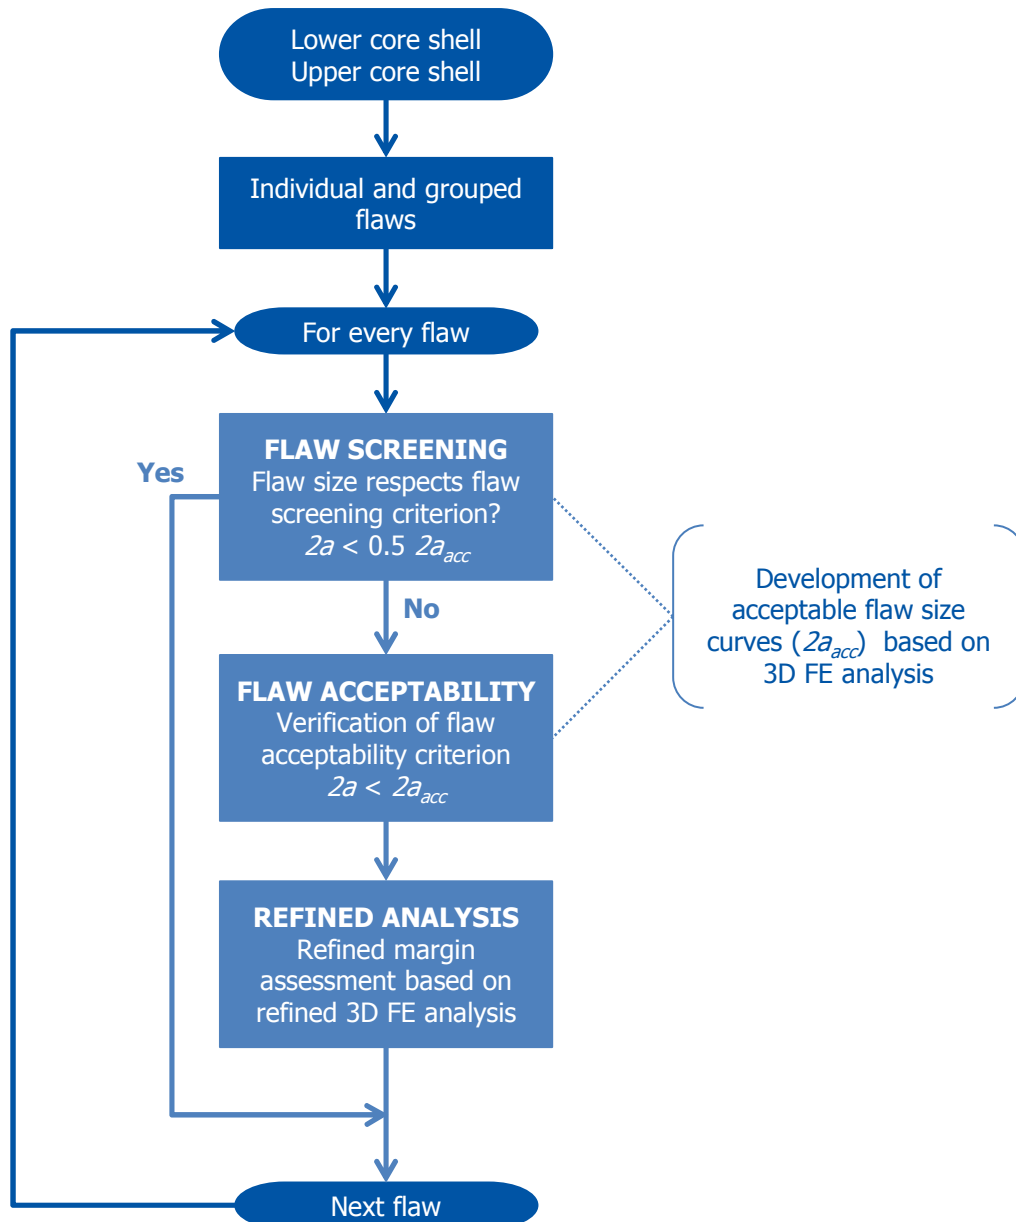 Lower core shell
Upper core shell
Individual and grouped
flaws
For every flaw
FLAW SCREENING
Flaw size respects flaw
screening criterion?
2a < 0.5 2a_acc
Yes
No
Development of
acceptable flaw size
curves (2a_acc) based on
3D FE analysis
FLAW ACCEPTABILITY
Verification of flaw
acceptability criterion
2a < 2a_acc
REFINED ANALYSIS
Refined margin
assessment based on
refined 3D FE analysis
Next flaw